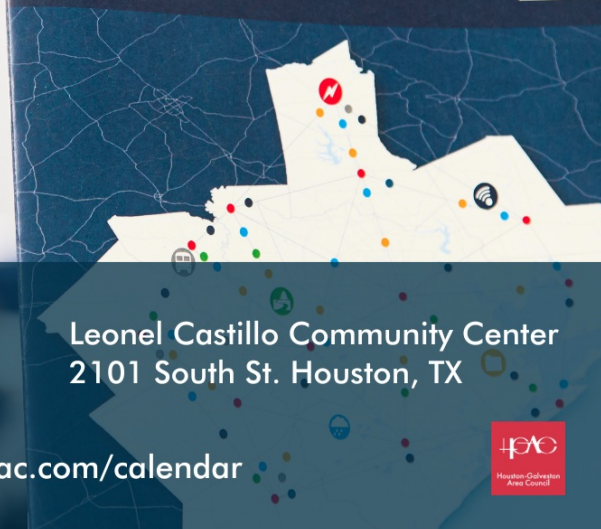 Leonel Castillo Community Center
2101 South St. Houston, TX
ac.com/calendar
H-GAC
Houston-Galveston
Area Council